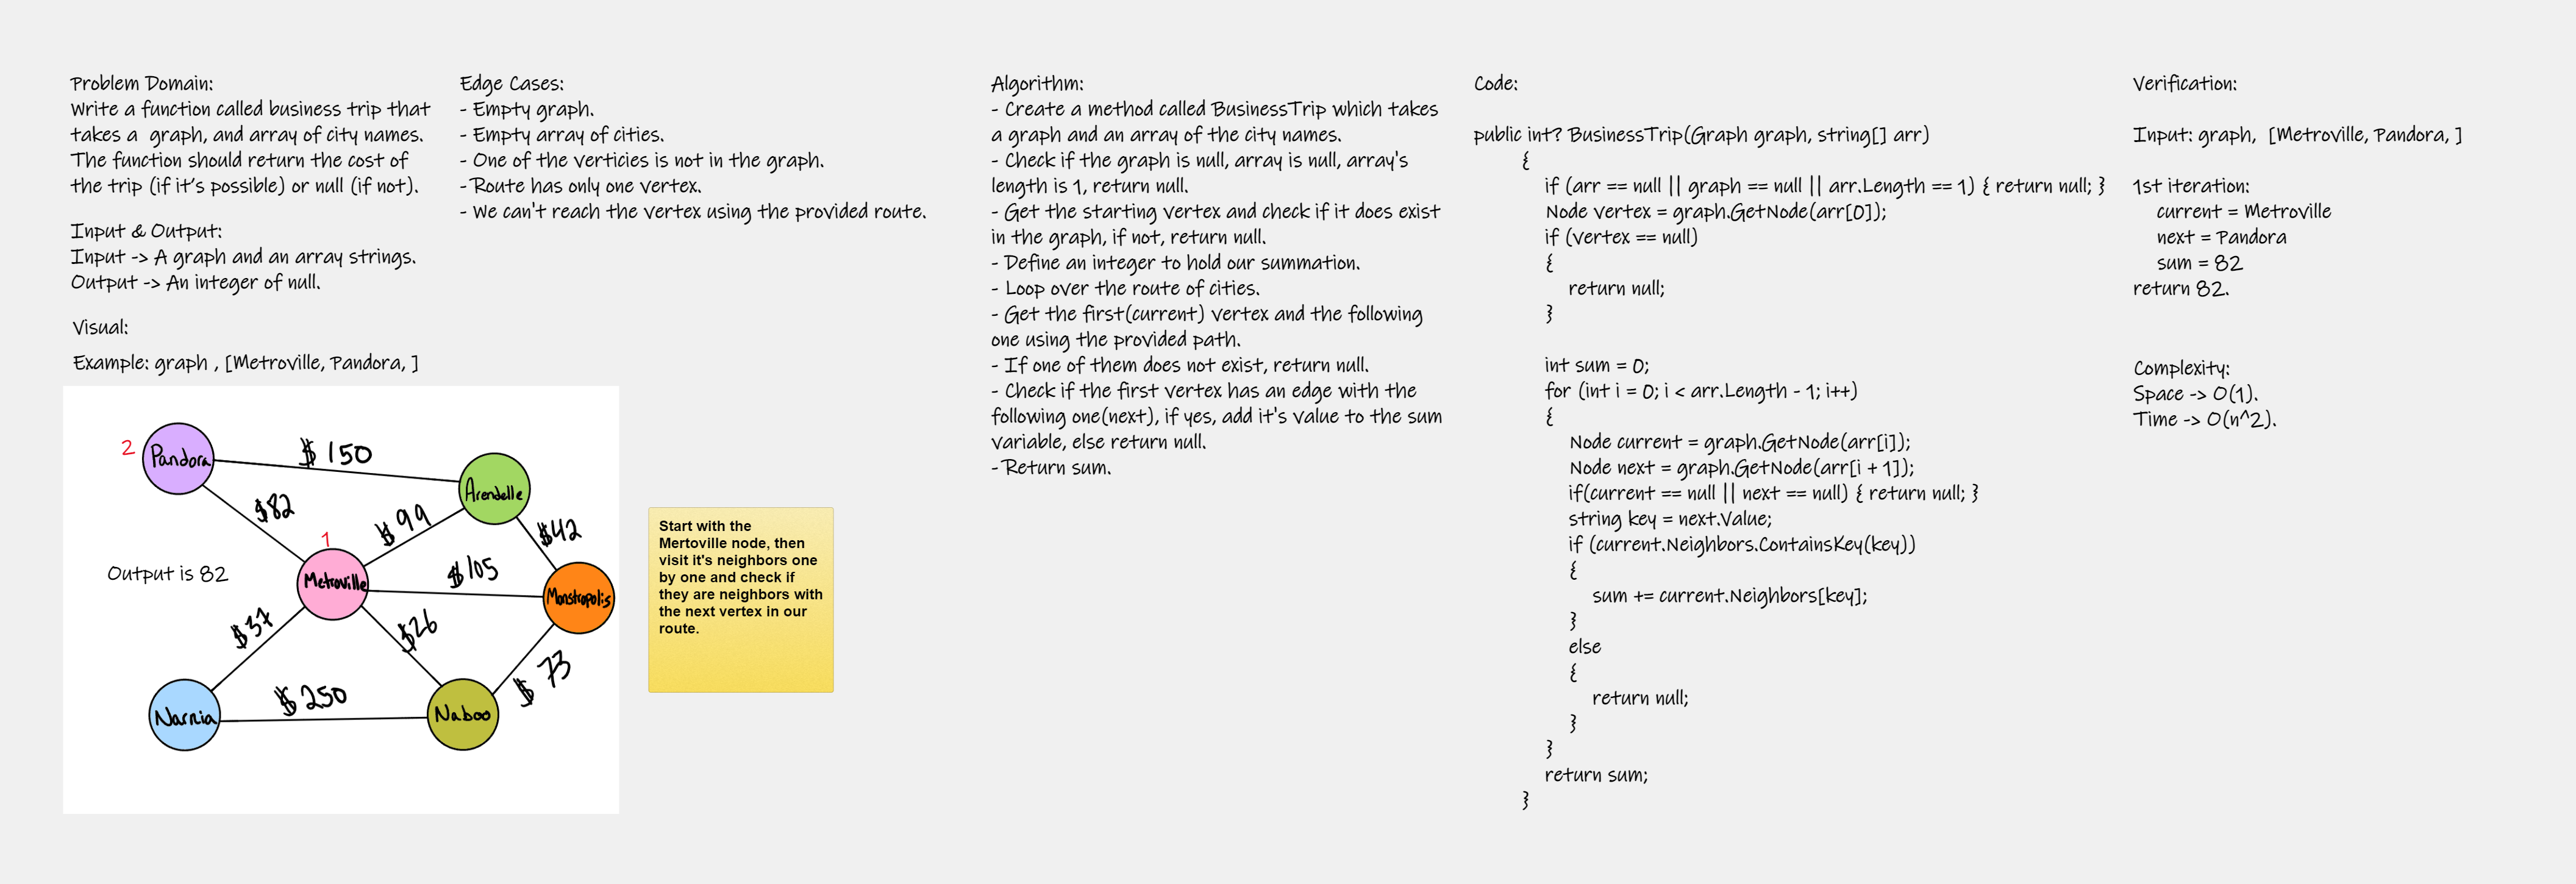 Problem Domain:
Write a function called business trip that
takes a  graph, and array of city names.
The function should return the cost of
the trip (if it's possible) or null (if not).
Input & Output:
Input -> A graph and an array strings.
Output -> An integer of null.
Visual:
Example: graph , [Metroville, Pandora, ]
2
Pandora
$ 150
Arendelle
$82
$99
$42
1
Metroville
Output is 82
$105
Monstropolis
$37
$26
$ 73
Narnia
$ 250
Naboo
Start with the
Mertoville node, then
visit it's neighbors one
by one and check if
they are neighbors with
the next vertex in our
route.
Edge Cases:
- Empty graph.
- Empty array of cities.
- One of the verticies is not in the graph.
- Route has only one vertex.
- We can't reach the vertex using the provided route.
Algorithm:
- Create a method called BusinessTrip which takes
a graph and an array of the city names.
- Check if the graph is null, array is null, array's
length is 1, return null.
- Get the starting vertex and check if it does exist
in the graph, if not, return null.
- Define an integer to hold our summation.
- Loop over the route of cities.
- Get the first(current) vertex and the following
one using the provided path.
- If one of them does not exist, return null.
- Check if the first vertex has an edge with the
following one(next), if yes, add it's value to the sum
variable, else return null.
- Return sum.
Code:
public int? BusinessTrip(Graph graph, string[] arr)
{
if (arr == null || graph == null || arr.Length == 1) { return null; }
Node vertex = graph.GetNode(arr[0]);
if (vertex == null)
{
return null;
}
int sum = 0;
for (int i = 0; i < arr.Length - 1; i++)
{
Node current = graph.GetNode(arr[i]);
Node next = graph.GetNode(arr[i + 1]);
if(current == null || next == null) { return null; }
string key = next.Value;
if (current.Neighbors.ContainsKey(key))
{
sum += current.Neighbors[key];
}
else
{
return null;
}
}
return sum;
}
Verification:
Input: graph,  [Metroville, Pandora, ]
1st iteration:
current = Metroville
next = Pandora
sum = 82
return 82.
Complexity:
Space -> O(1).
Time -> O(n^2).